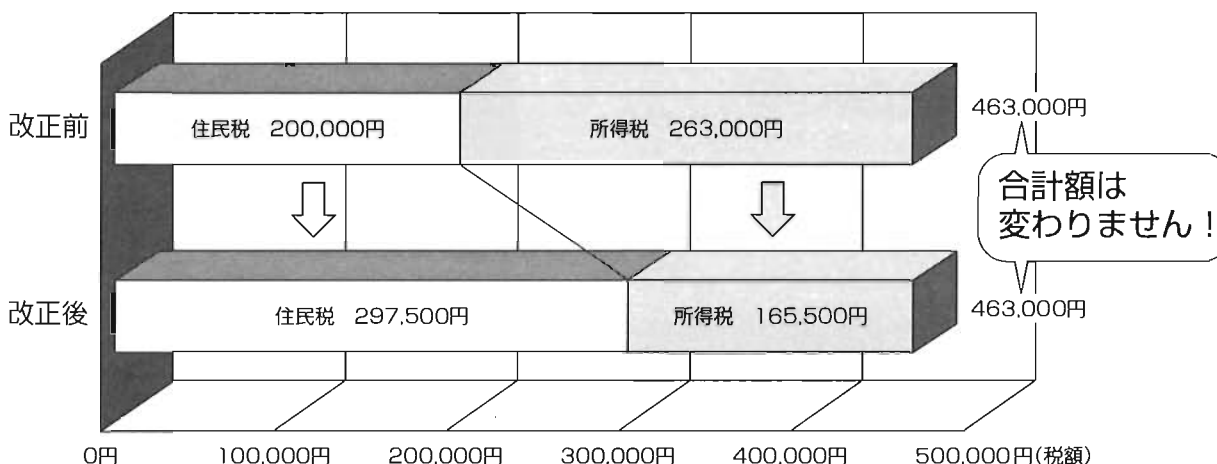 改正前
住民税 200,000円
所得税 263,000円
463,000円
合計額は
変わりません！
改正後
住民税 297,500円
所得税 165,500円
463,000円
0円 100,000円 200,000円 300,000円 400,000円 500,000円(税額)